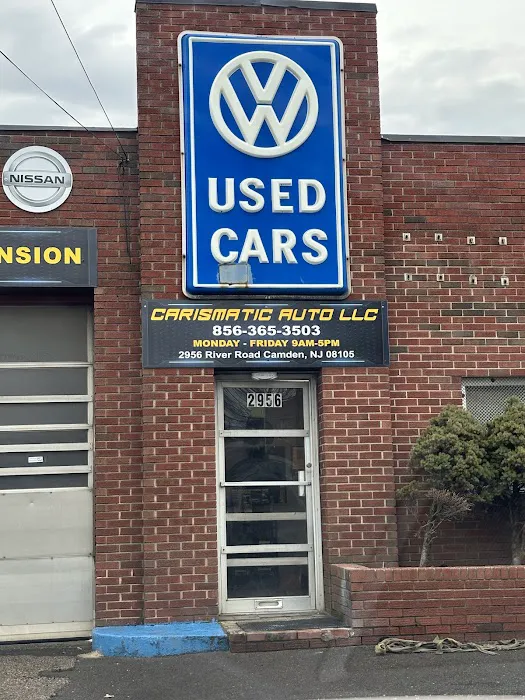 VW
USED
CARS
NISSAN
NSION
CARISMATIC AUTO LLC
856-365-3503
MONDAY - FRIDAY 9AM-5PM
2956 River Road Camden, NJ 08105
2956